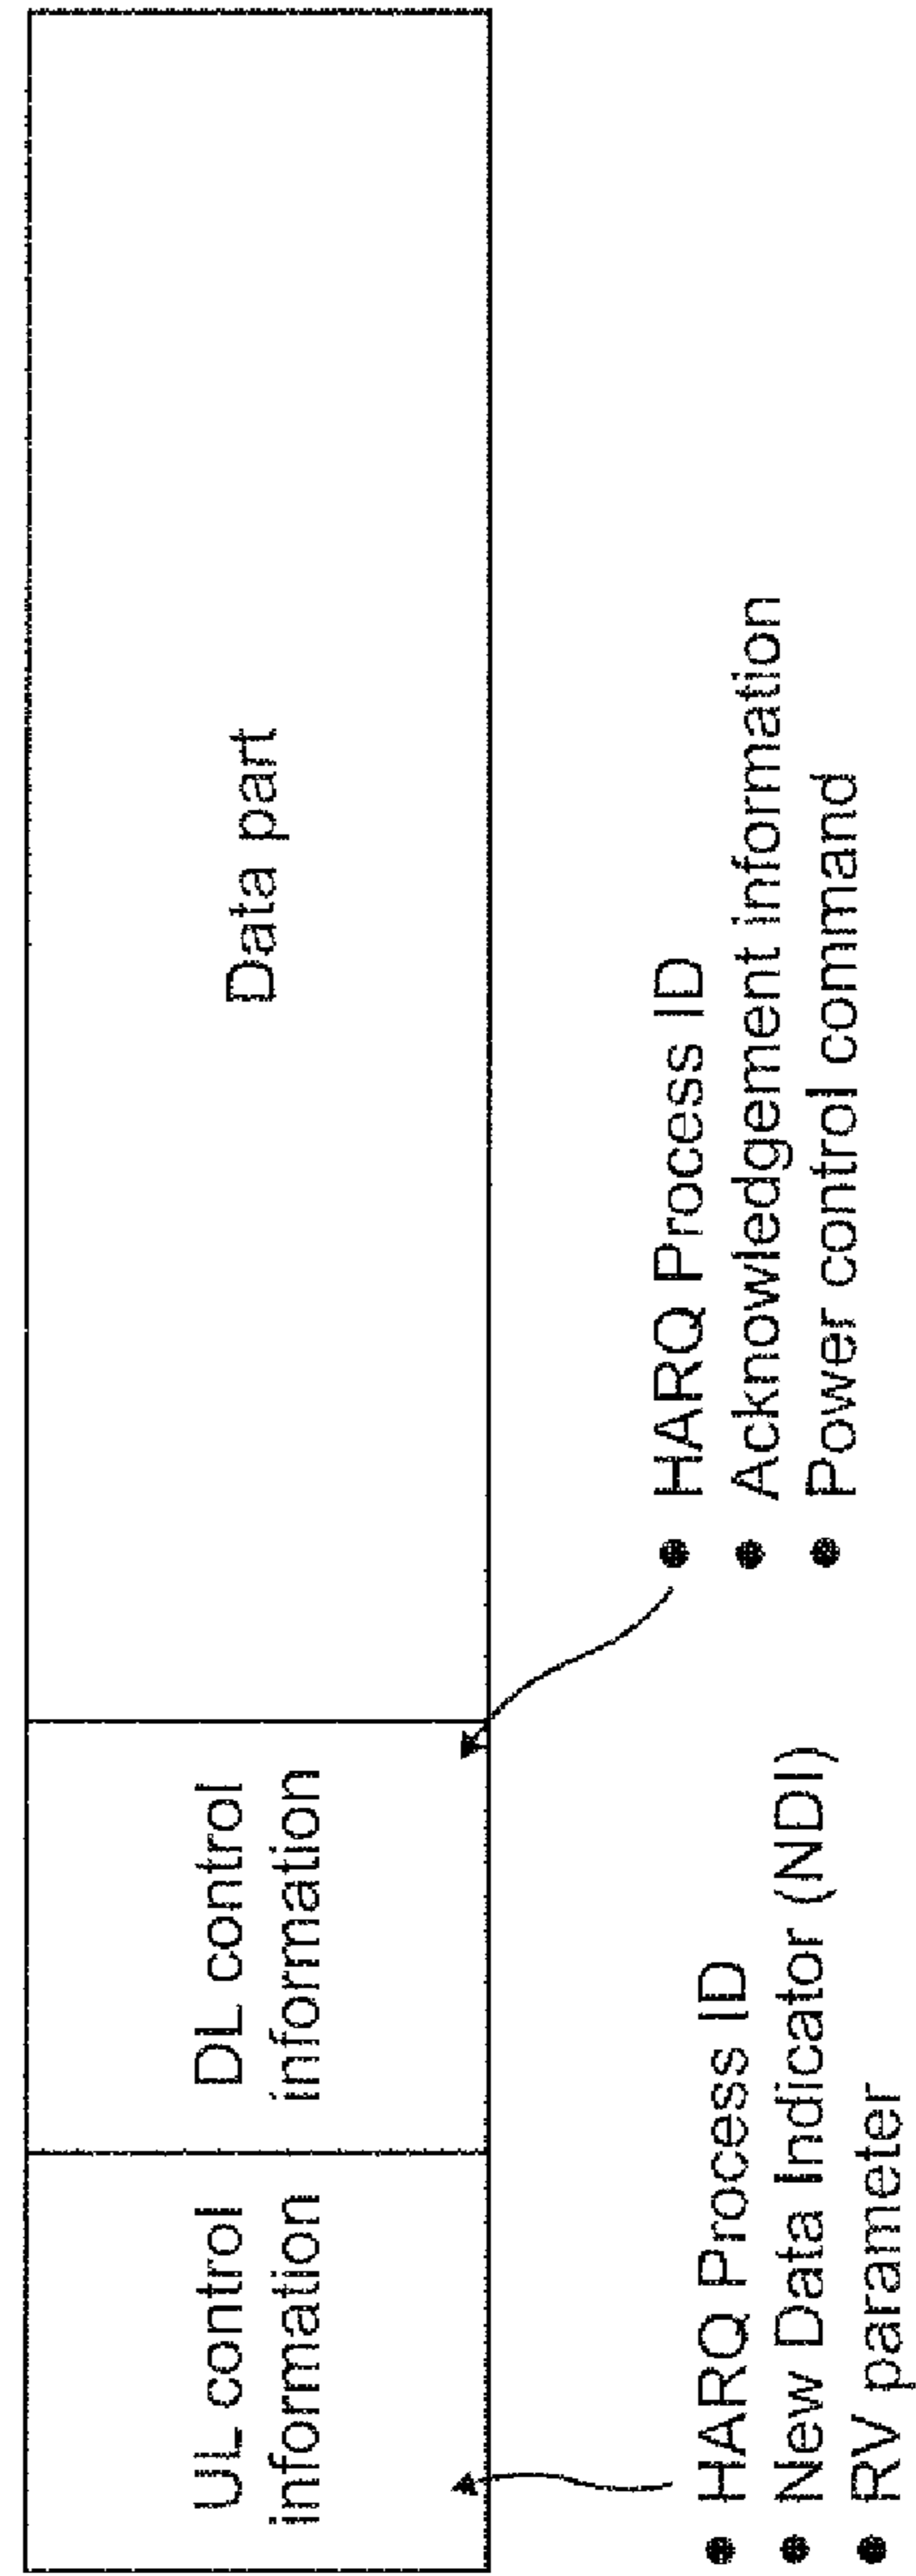 UL control
information
DL control
information
Data part
● HARQ Process ID
● New Data Indicator (NDI)
● RV parameter
● HARQ Process ID
● Acknowledgement information
● Power control command